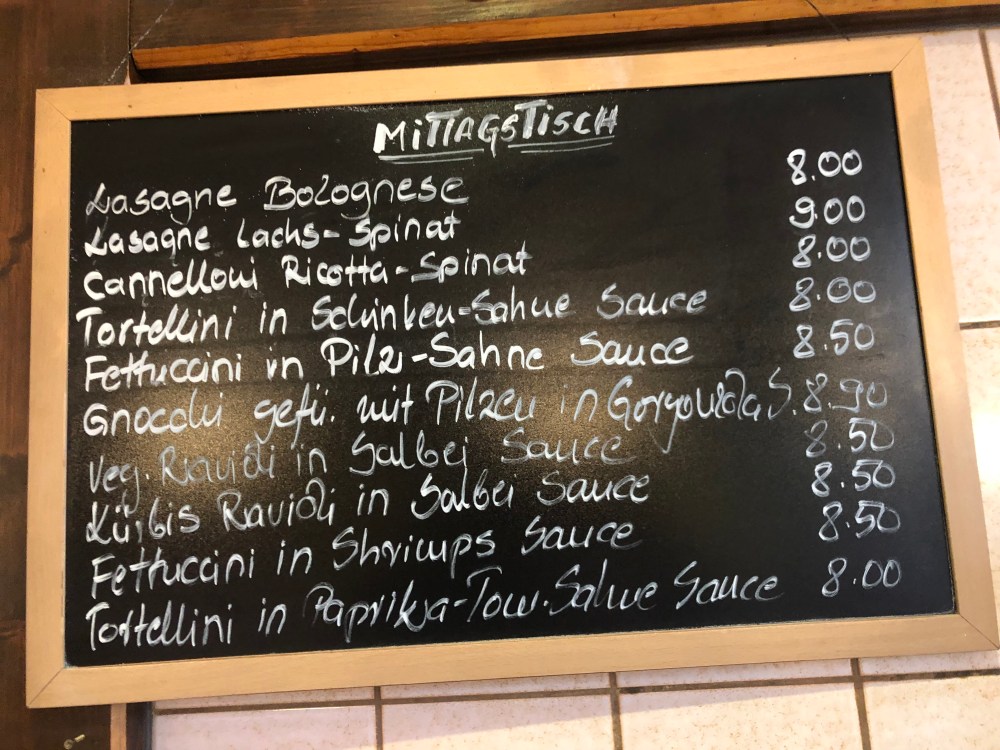 MITTAGSTISCH
Lasagne Bolognese 8.00
Lasagne Lachs-Spinat 9.00
Cannelloni Ricotta-Spinat 8.00
Tortellini in Schinken-Sahne Sauce 8.00
Fettuccini in Pilz-Sahne Sauce 8.50
Gnocchi gefü. mit Pilzen in Gorgonzola S. 8.90
Veg. Ravioli in Salbei Sauce 8.50
Kürbis Ravioli in Salbei Sauce 8.50
Fettuccini in Shrimps Sauce 8.50
Tortellini in Paprika-Tom.Sahne Sauce 8.00